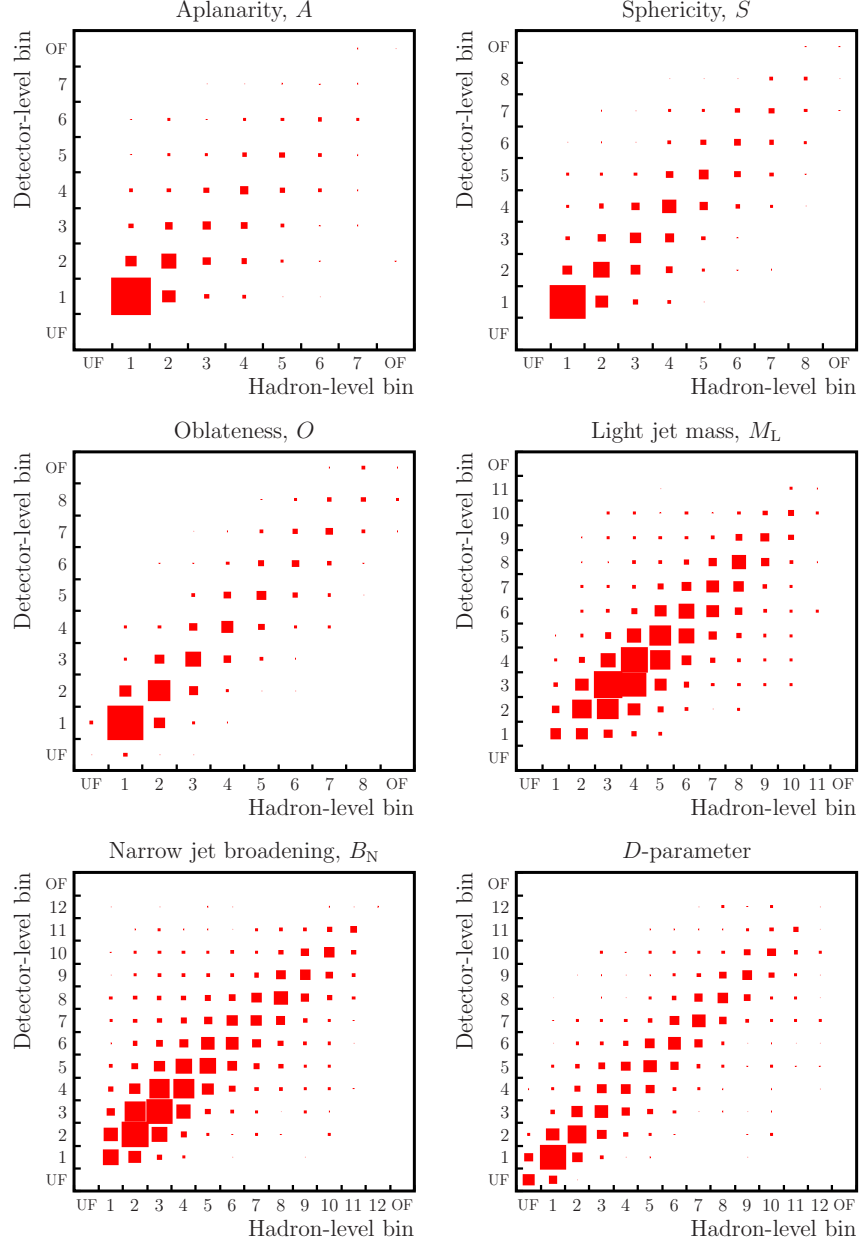 Aplanarity, A
Detector-level bin
OF
7
6
5
4
3
2
1
UF
UF 1 2 3 4 5 6 7 OF
Hadron-level bin
Sphericity, S
Detector-level bin
OF
8
7
6
5
4
3
2
1
UF
UF 1 2 3 4 5 6 7 8 OF
Hadron-level bin
Oblateness, O
Detector-level bin
OF
8
7
6
5
4
3
2
1
UF
UF 1 2 3 4 5 6 7 8 OF
Hadron-level bin
Light jet mass, M_L
Detector-level bin
OF
11
10
9
8
7
6
5
4
3
2
1
UF
UF 1 2 3 4 5 6 7 8 9 10 11 OF
Hadron-level bin
Narrow jet broadening, B_N
Detector-level bin
OF
12
11
10
9
8
7
6
5
4
3
2
1
UF
UF 1 2 3 4 5 6 7 8 9 10 11 OF
Hadron-level bin
D-parameter
Detector-level bin
OF
12
11
10
9
8
7
6
5
4
3
2
1
UF
UF 1 2 3 4 5 6 7 8 9 10 11 12 OF
Hadron-level bin